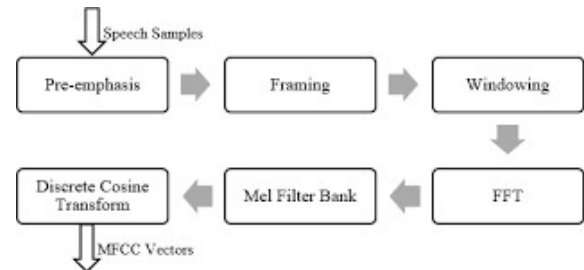 Speech Samples
Pre-emphasis
Framing
Windowing
Discrete Cosine
Transform
Mel Filter Bank
FFT
MFCC Vectors